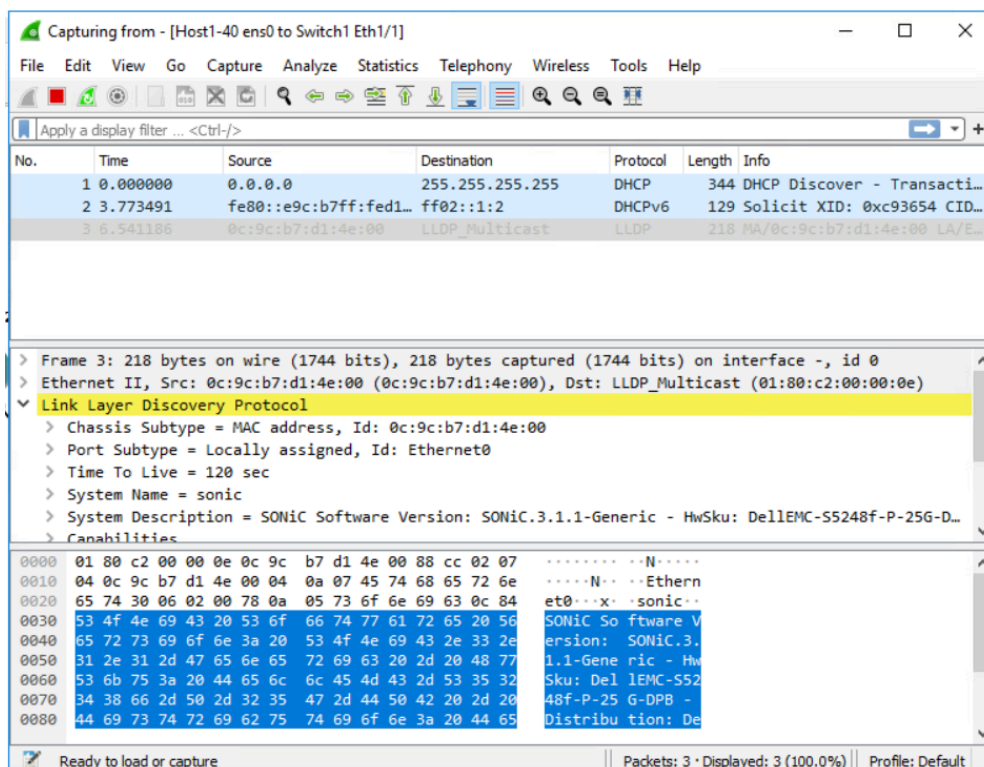 Capturing from - [Host1-40 ens0 to Switch1 Eth1/1]
File Edit View Go Capture Analyze Statistics Telephony Wireless Tools Help
Apply a display filter ... <Ctrl-/>
No. Time Source Destination Protocol Length Info
1 0.000000 0.0.0.0 255.255.255.255 DHCP 344 DHCP Discover - Transacti...
2 3.773491 fe80::e9c:b7ff:fed1... ff02::1:2 DHCPv6 129 Solicit XID: 0xc93654 CID...
3 6.541186 0c:9c:b7:d1:4e:00 LLDP_Multicast LLDP 218 MA/0c:9c:b7:d1:4e:00 LA/E...
Frame 3: 218 bytes on wire (1744 bits), 218 bytes captured (1744 bits) on interface -, id 0
Ethernet II, Src: 0c:9c:b7:d1:4e:00 (0c:9c:b7:d1:4e:00), Dst: LLDP_Multicast (01:80:c2:00:00:0e)
Link Layer Discovery Protocol
Chassis Subtype = MAC address, Id: 0c:9c:b7:d1:4e:00
Port Subtype = Locally assigned, Id: Ethernet0
Time To Live = 120 sec
System Name = sonic
System Description = SONiC Software Version: SONiC.3.1.1-Generic - HwSku: DellEMC-S5248f-P-25G-D...
Capabilities
0000 01 80 c2 00 00 0e 0c 9c b7 d1 4e 00 88 cc 02 07 ········ ··N·····
0010 04 0c 9c b7 d1 4e 00 04 0a 07 45 74 68 65 72 6e ·····N·· ··Ethern
0020 65 74 30 06 02 00 78 0a 05 73 6f 6e 69 63 0c 84 et0···x· ·sonic··
0030 53 4f 4e 69 43 20 53 6f 66 74 77 61 72 65 20 56 SONiC So ftware V
0040 65 72 73 69 6f 6e 3a 20 53 4f 4e 69 43 2e 33 2e ersion: SONiC.3.
0050 31 2e 31 2d 47 65 6e 65 72 69 63 20 2d 20 48 77 1.1-Gene ric - Hw
0060 53 6b 75 3a 20 44 65 6c 6c 45 4d 43 2d 53 35 32 Sku: Del lEMC-S52
0070 34 38 66 2d 50 2d 32 35 47 2d 44 50 42 20 2d 20 48f-P-25 G-DPB -
0080 44 69 73 74 72 69 62 75 74 69 6f 6e 3a 20 44 65 Distribu tion: De
Ready to load or capture Packets: 3 · Displayed: 3 (100.0%) Profile: Default